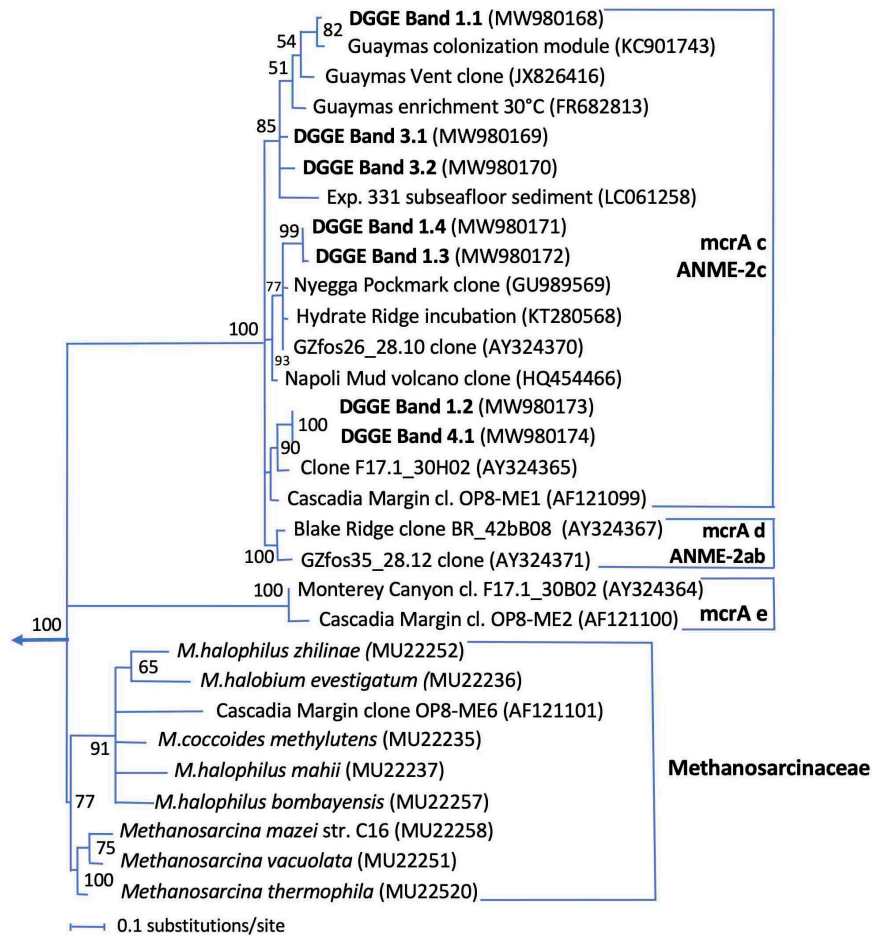 DGGE Band 1.1 (MW980168)
82
54
Guaymas colonization module (KC901743)
51
Guaymas Vent clone (JX826416)
Guaymas enrichment 30°C (FR682813)
85
DGGE Band 3.1 (MW980169)
DGGE Band 3.2 (MW980170)
Exp. 331 subseafloor sediment (LC061258)
DGGE Band 1.4 (MW980171)
99
mcrA c
ANME-2c
DGGE Band 1.3 (MW980172)
77
Nyegga Pockmark clone (GU989569)
Hydrate Ridge incubation (KT280568)
100
GZfos26_28.10 clone (AY324370)
93
Napoli Mud volcano clone (HQ454466)
DGGE Band 1.2 (MW980173)
100
DGGE Band 4.1 (MW980174)
90
Clone F17.1_30H02 (AY324365)
Cascadia Margin cl. OP8-ME1 (AF121099)
Blake Ridge clone BR_42bB08 (AY324367)
mcrA d
ANME-2ab
100
GZfos35_28.12 clone (AY324371)
100
Monterey Canyon cl. F17.1_30B02 (AY324364)
mcrA e
Cascadia Margin cl. OP8-ME2 (AF121100)
100
M.halophilus zhilinae (MU22252)
65
M.halobium evestigatum (MU22236)
Cascadia Margin clone OP8-ME6 (AF121101)
91
M.coccoides methylutens (MU22235)
M.halophilus mahii (MU22237)
Methanosarcinaceae
77
M.halophilus bombayensis (MU22257)
Methanosarcina mazei str. C16 (MU22258)
75
Methanosarcina vacuolata (MU22251)
100
Methanosarcina thermophila (MU22520)
0.1 substitutions/site